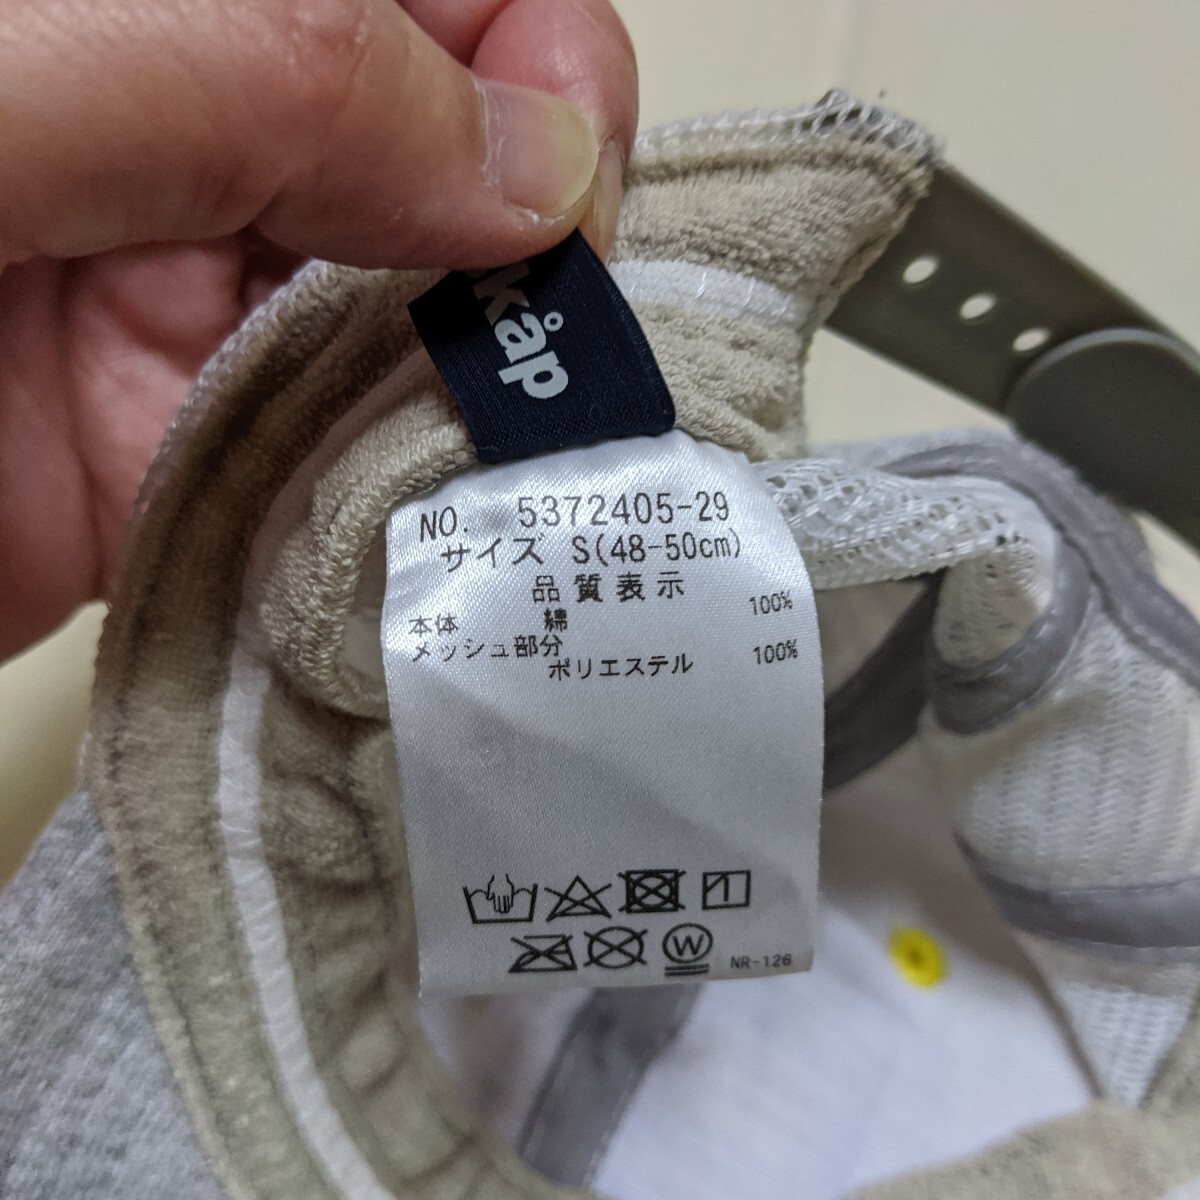 kåp
NO. 5372405-29
サイズ S(48-50cm)
品質表示
本体 綿 100%
メッシュ部分
ポリエステル 100%
W
NR-126